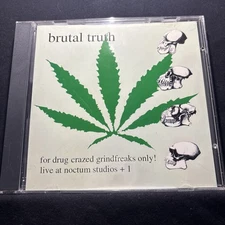 brutal truth
for drug crazed grindfreaks only!
live at noctum studios + 1